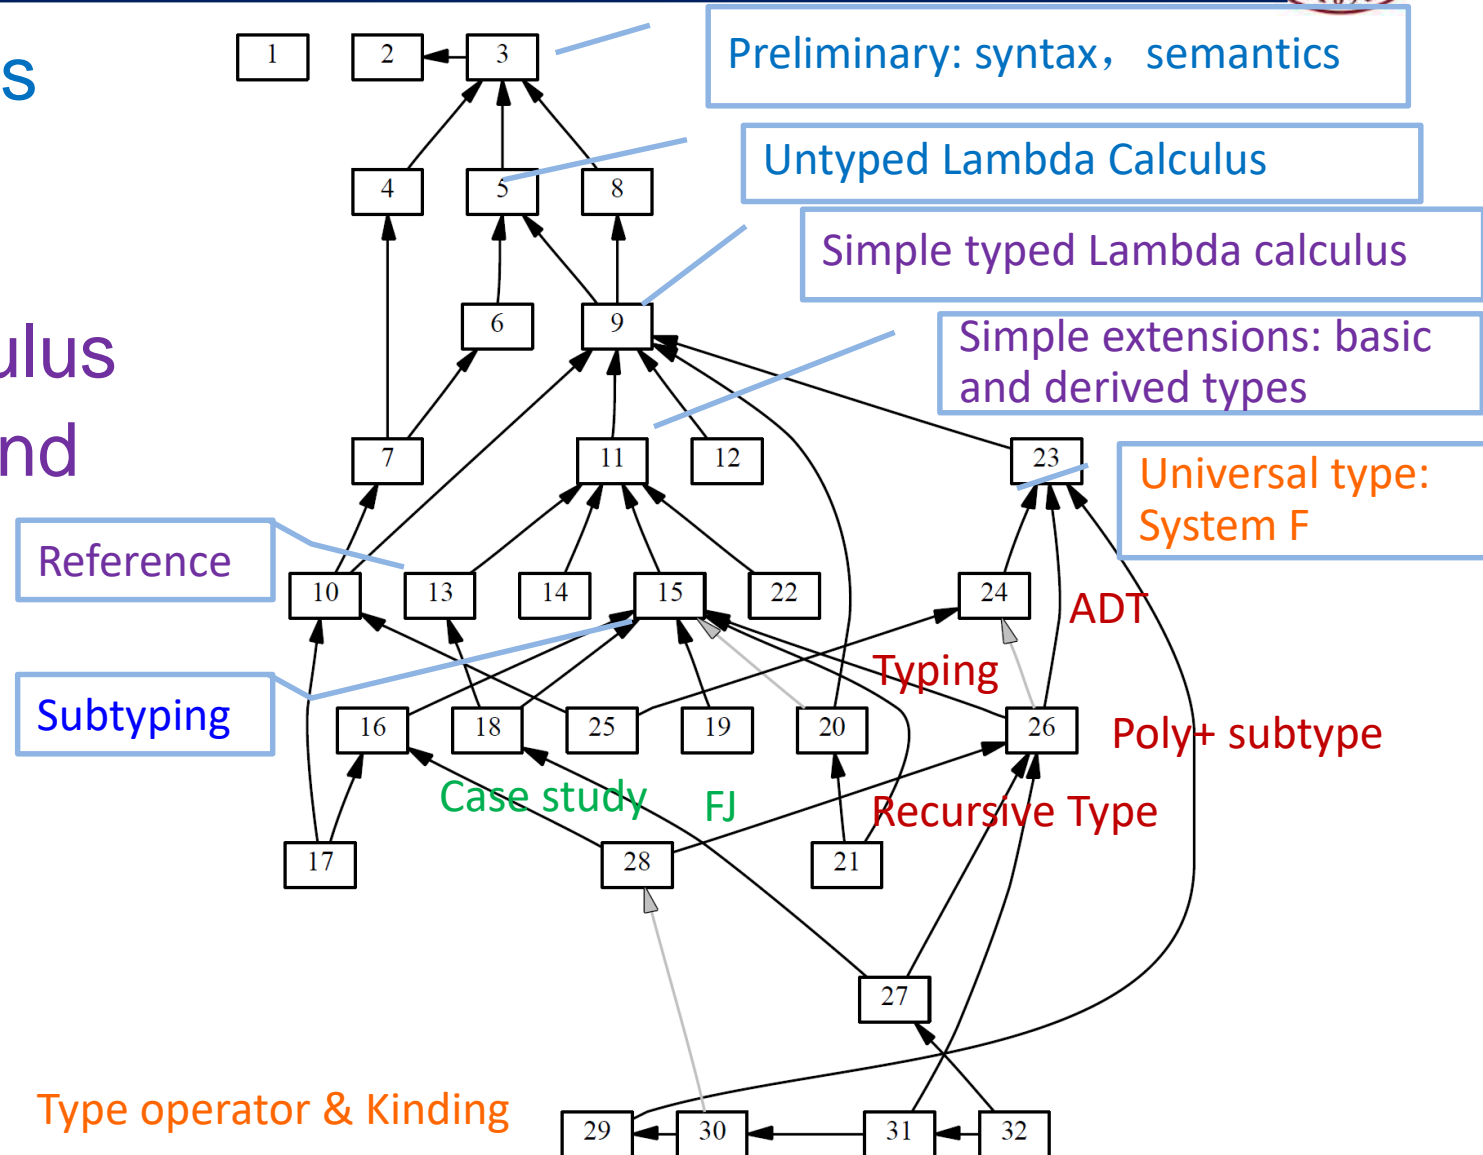 s
1
2
3
Preliminary: syntax， semantics
Untyped Lambda Calculus
4
5
8
Simple typed Lambda calculus
6
9
Simple extensions: basic
and derived types
ulus
nd
7
11
12
23
Universal type:
System F
Reference
10
13
14
15
22
24
ADT
Typing
Subtyping
16
18
25
19
20
26
Poly+ subtype
Case study
FJ
Recursive Type
17
28
21
27
Type operator & Kinding
29
30
31
32